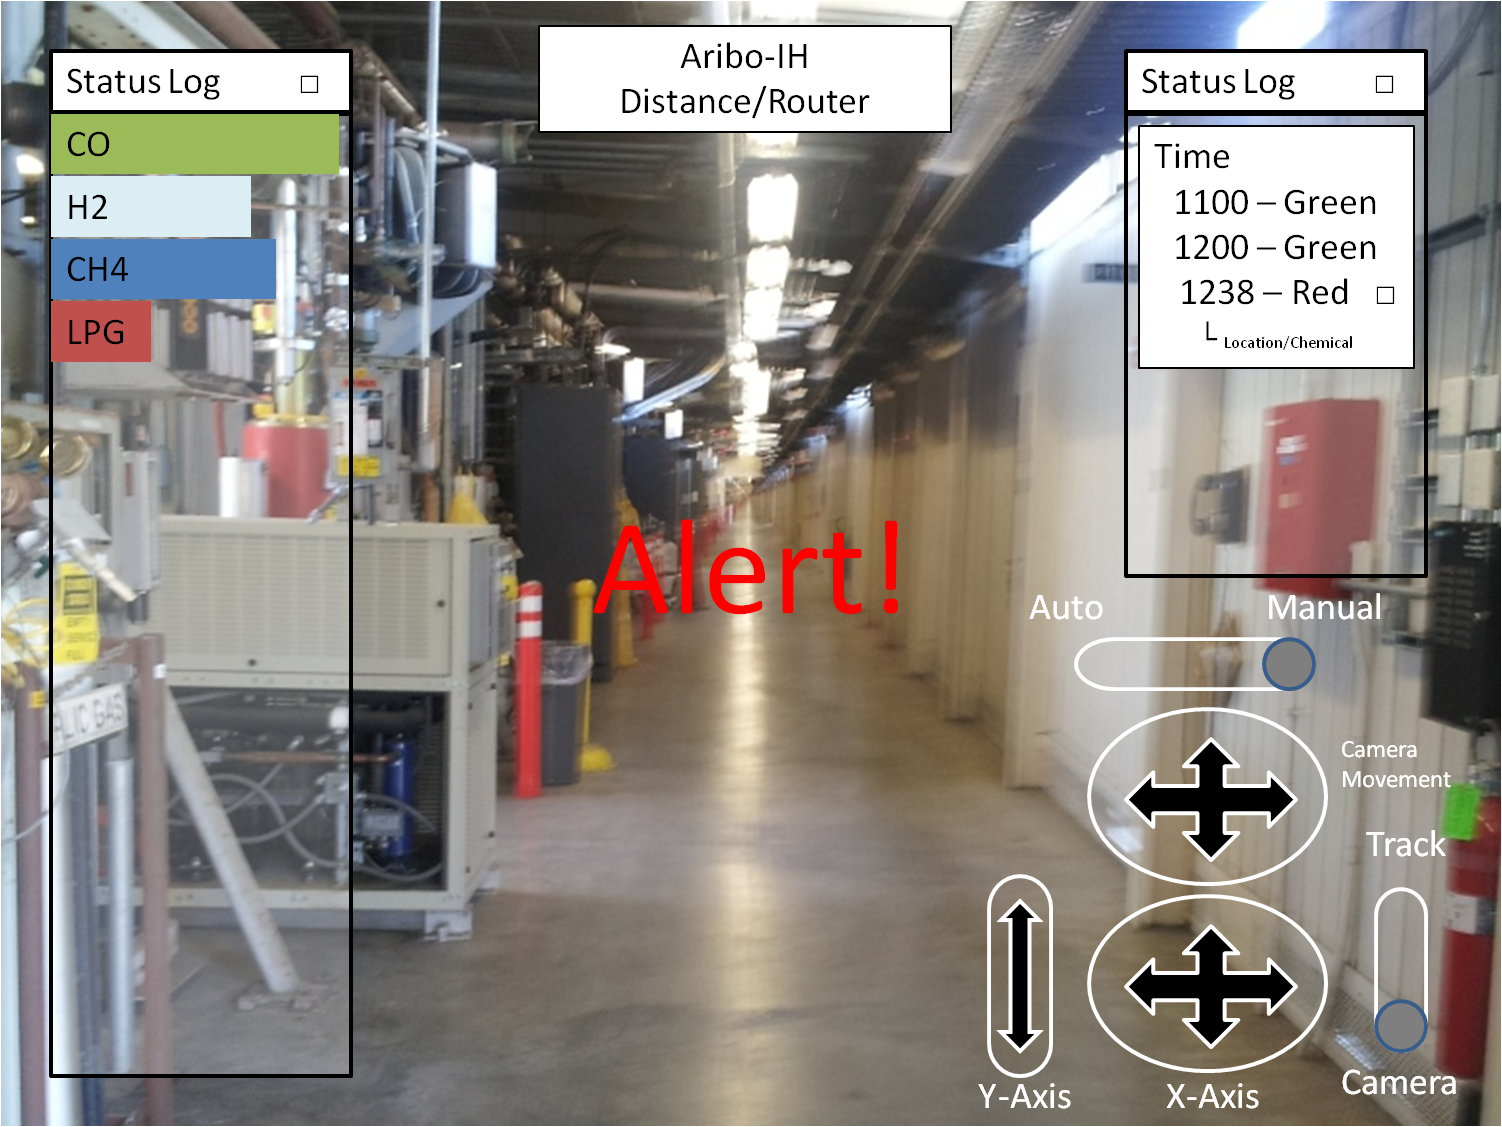 Status Log
CO
H2
CH4
LPG
Aribo-IH
Distance/Router
Status Log
Time
1100 – Green
1200 – Green
1238 – Red
Location/Chemical
Alert!
Auto
Manual
Camera
Movement
Track
Y-Axis
X-Axis
Camera
GAS